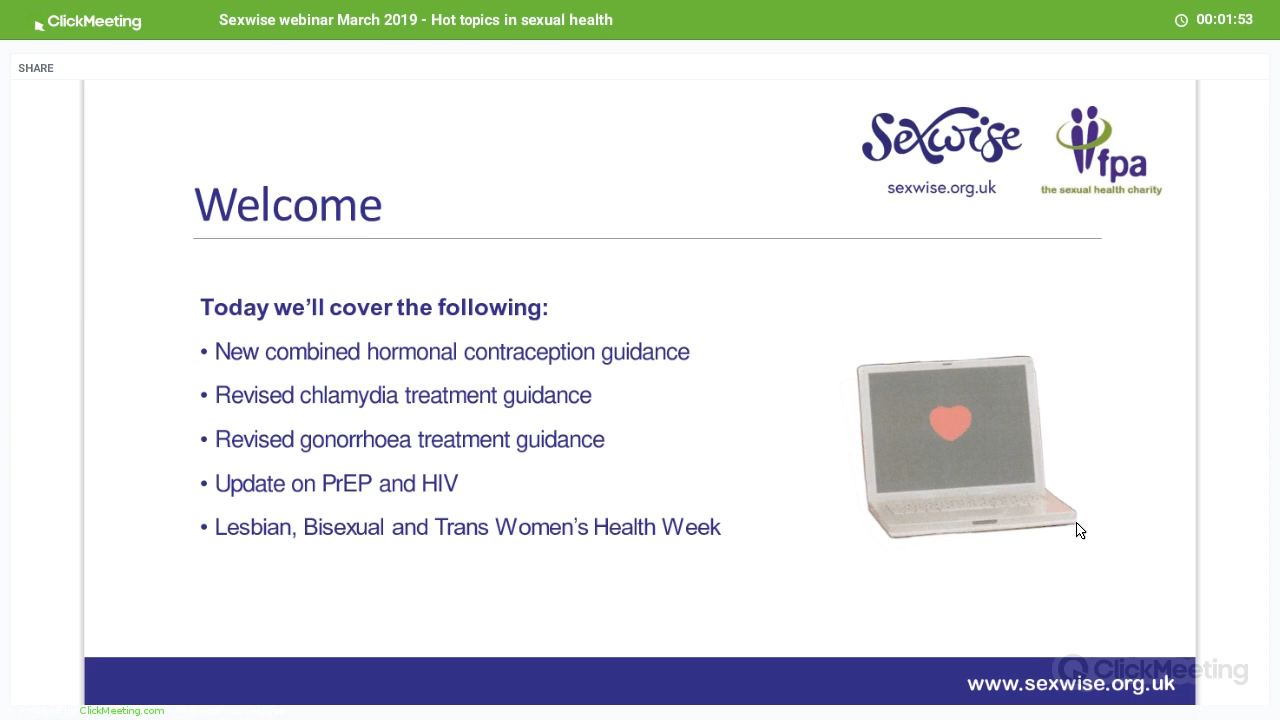 ClickMeeting
Sexwise webinar March 2019 - Hot topics in sexual health
00:01:53
SHARE
Sexwise
sexwise.org.uk
fpa
the sexual health charity
Welcome
Today we’ll cover the following:
• New combined hormonal contraception guidance
• Revised chlamydia treatment guidance
• Revised gonorrhoea treatment guidance
• Update on PrEP and HIV
• Lesbian, Bisexual and Trans Women’s Health Week
ClickMeeting
www.sexwise.org.uk
ClickMeeting.com